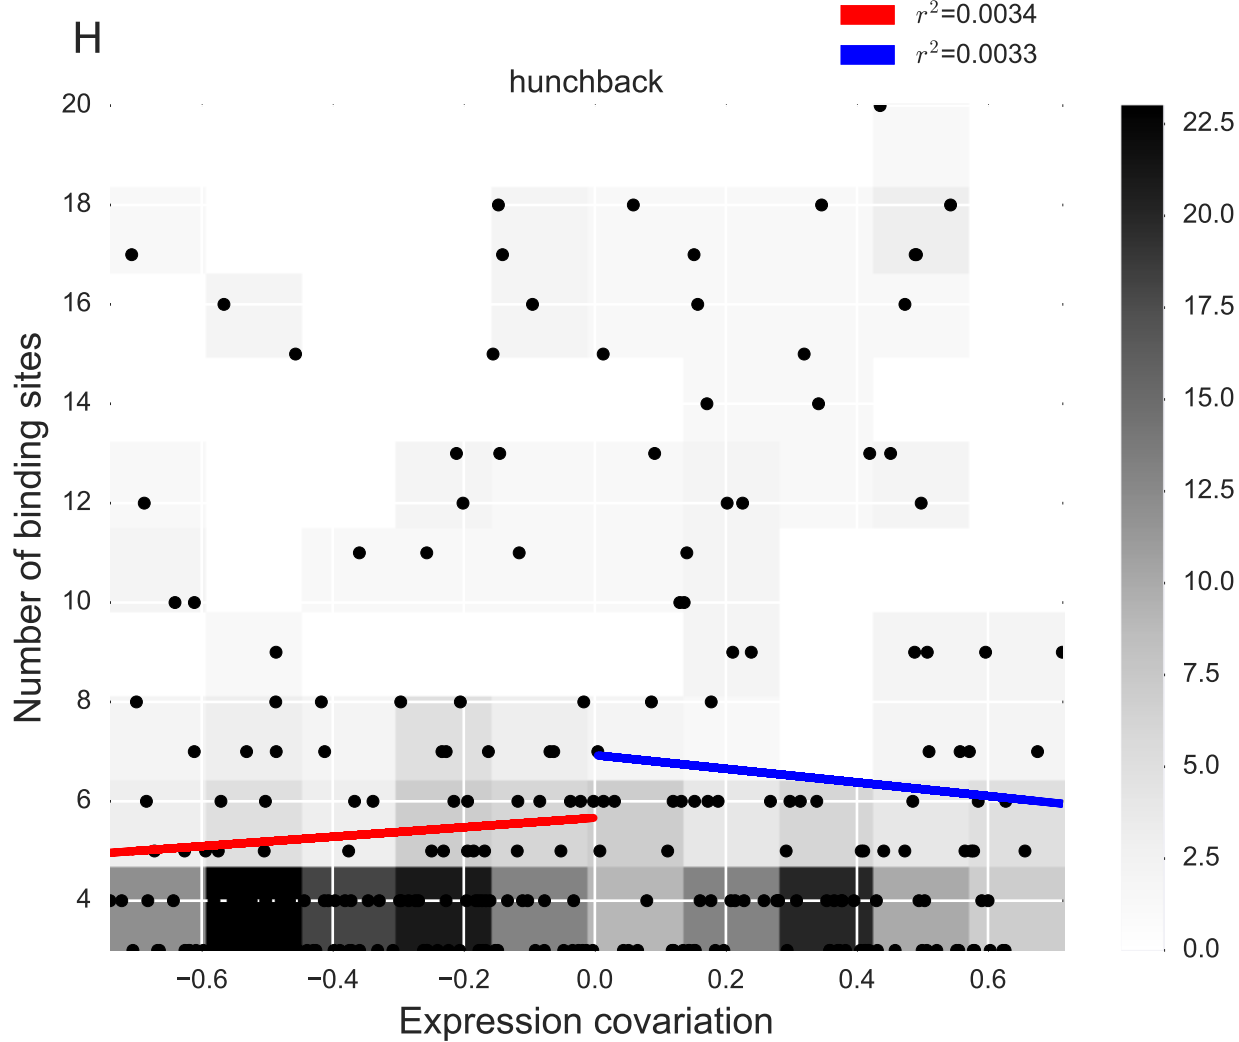 H
r²=0.0034
r²=0.0033
hunchback
20
18
16
14
12
10
8
6
4
Number of binding sites
−0.6 −0.4 −0.2 0.0 0.2 0.4 0.6
Expression covariation
22.5
20.0
17.5
15.0
12.5
10.0
7.5
5.0
2.5
0.0